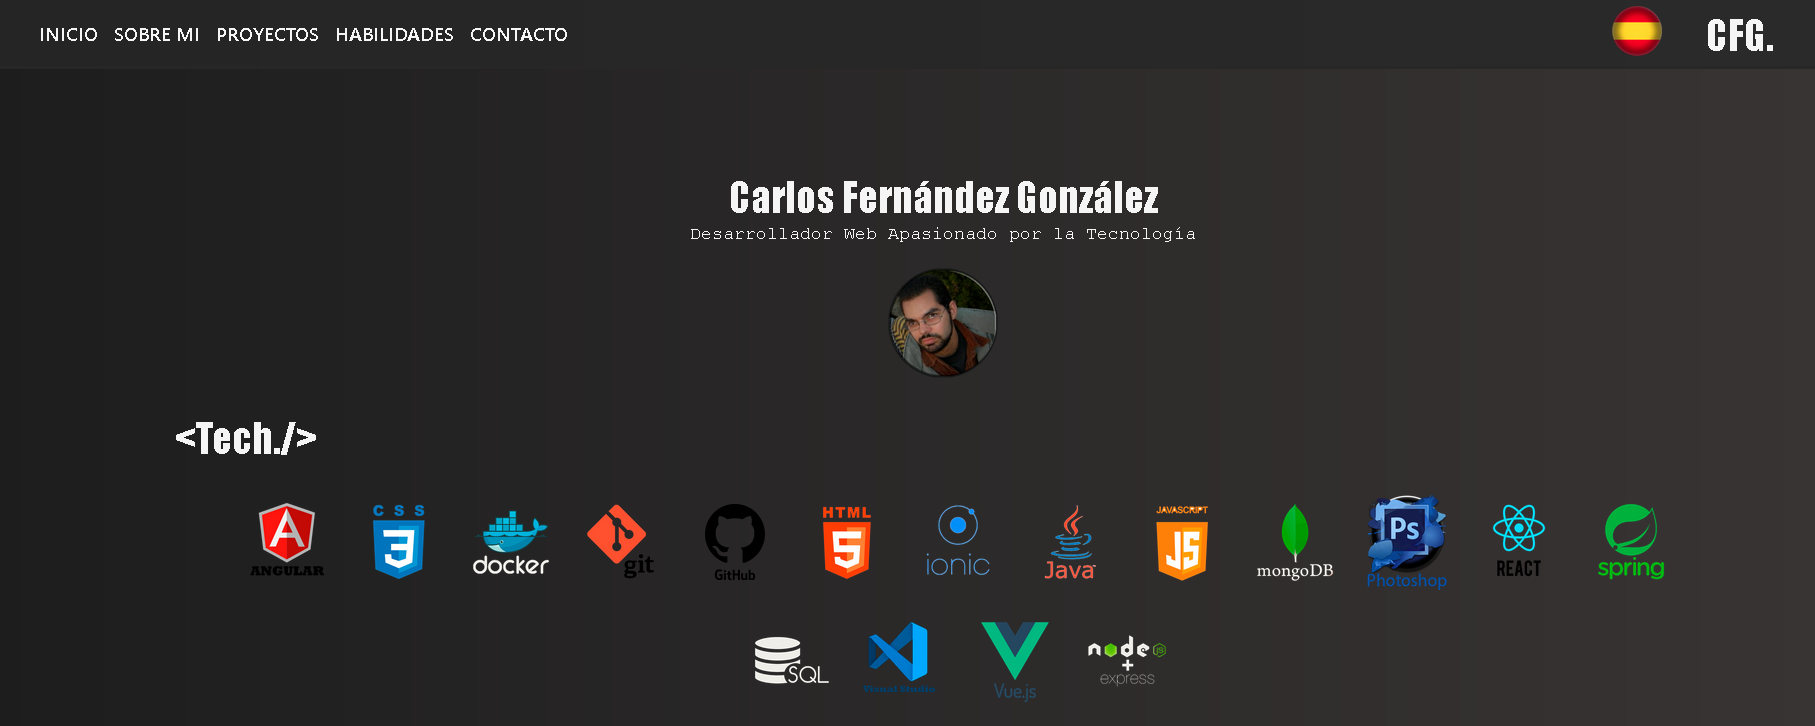 INICIO SOBRE MI PROYECTOS HABILIDADES CONTACTO CFG.
Carlos Fernández González
Desarrollador Web Apasionado por la Tecnología
<Tech./>
ANGULAR
CSS 3
docker
git
GitHub
HTML 5
ionic
Java
JAVASCRIPT JS
mongoDB
Ps Photoshop
REACT
spring
SQL
Visual Studio
Vue.js
node JS + express